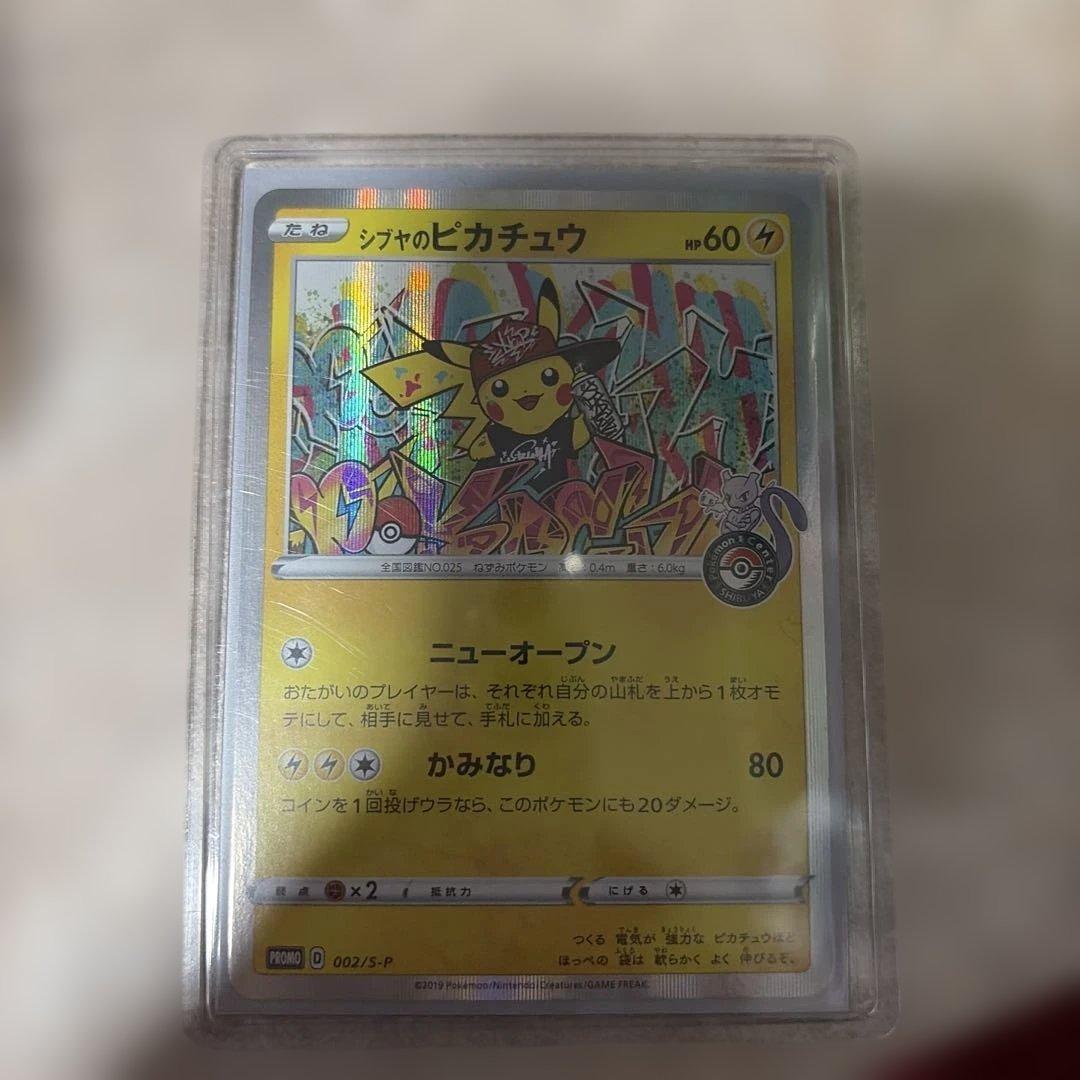 たね シブヤのピカチュウ HP60
全国図鑑NO.025 ねずみポケモン 高さ:0.4m 重さ:6.0kg
Pokémon Center
SHIBUYA
ニューオープン
おたがいのプレイヤーは、それぞれ自分の山札を上から1枚オモ
テにして、相手に見せて、手札に加える。
かみなり 80
コインを1回投げウラなら、このポケモンにも20ダメージ。
弱点 ×2 抵抗力 にげる
つくる 電気が 強力な ピカチュウほど
ほっぺの 袋は 軟らかく よく 伸びるぞ。
PROMO D 002/S-P
©2019 Pokémon/Nintendo/Creatures/GAME FREAK.